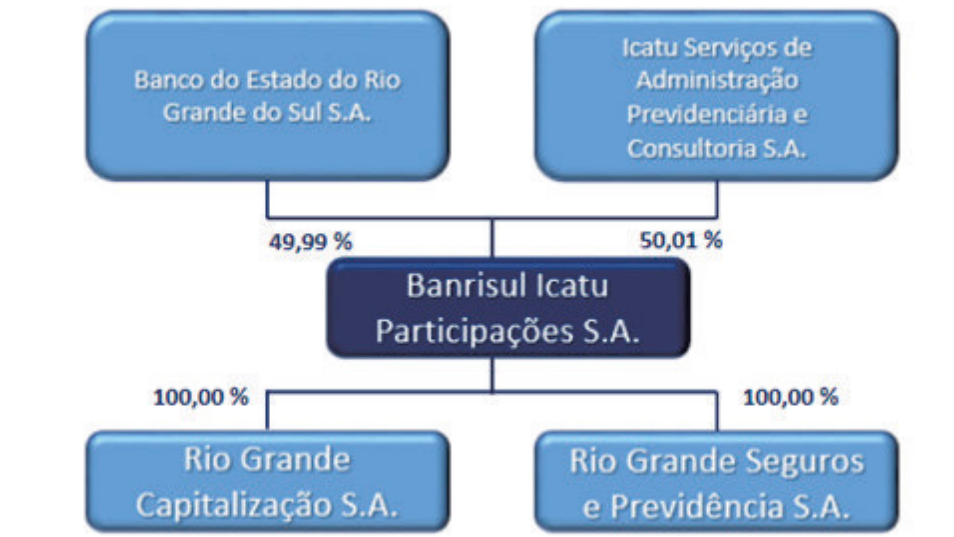 Banco do Estado do Rio
Grande do Sul S.A.
Icatu Serviços de
Administração
Previdenciária e
Consultoria S.A.
49,99 %
50,01 %
Banrisul Icatu
Participações S.A.
100,00 %
100,00 %
Rio Grande
Capitalização S.A.
Rio Grande Seguros
e Previdência S.A.